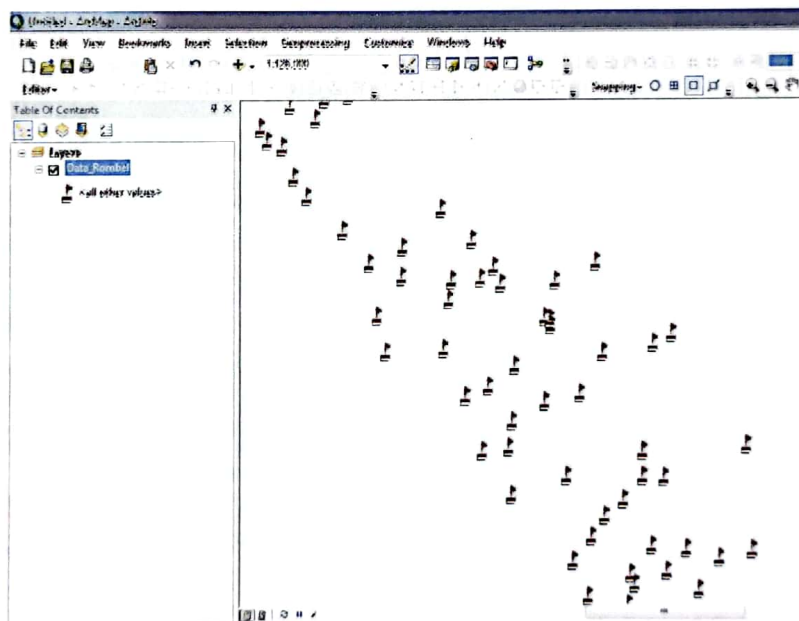 Untitled - ArcMap - ArcInfo
File Edit View Bookmarks Insert Selection Geoprocessing Customize Windows Help
1:126,000
Editor
Snapping
Table Of Contents
Layers
Data_Rombel
<all other values>